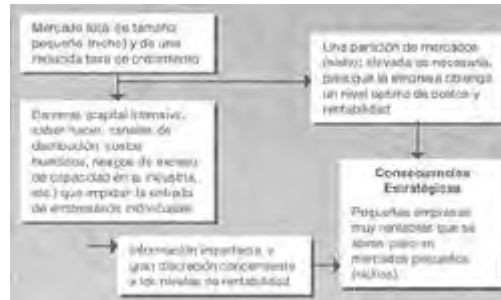 Mercado total de tamaño
pequeño (nicho) y de una
reducida tasa de crecimiento
Una partición de mercados
elevada es necesaria,
para que la empresa obtenga
un nivel óptimo de costos y
rentabilidad
Barreras (capital intensivo,
saber hacer, canales de
distribución, costos
hundidos, riesgos de exceso
de capacidad en la industria,
etc.) que impidan la entrada
de empresarios individuales
Consecuencias
Estratégicas
Pequeñas empresas
muy rentables que se
en
mercados pequeños
(nichos)
Información imperfecta o
gran discreción concerniente
a los niveles de rentabilidad